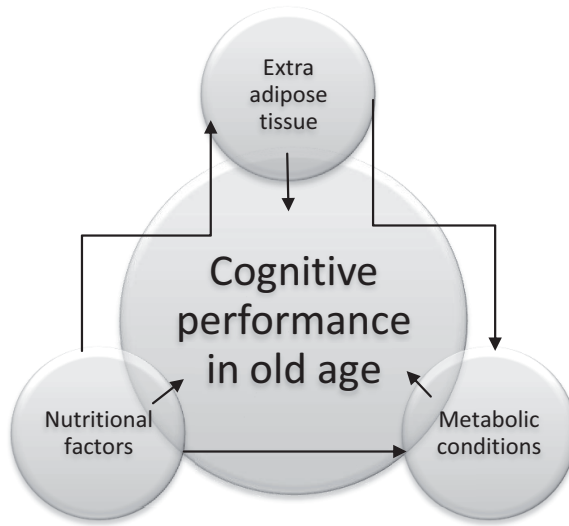 Extra
adipose
tissue
Cognitive
performance
in old age
Nutritional
factors
Metabolic
conditions